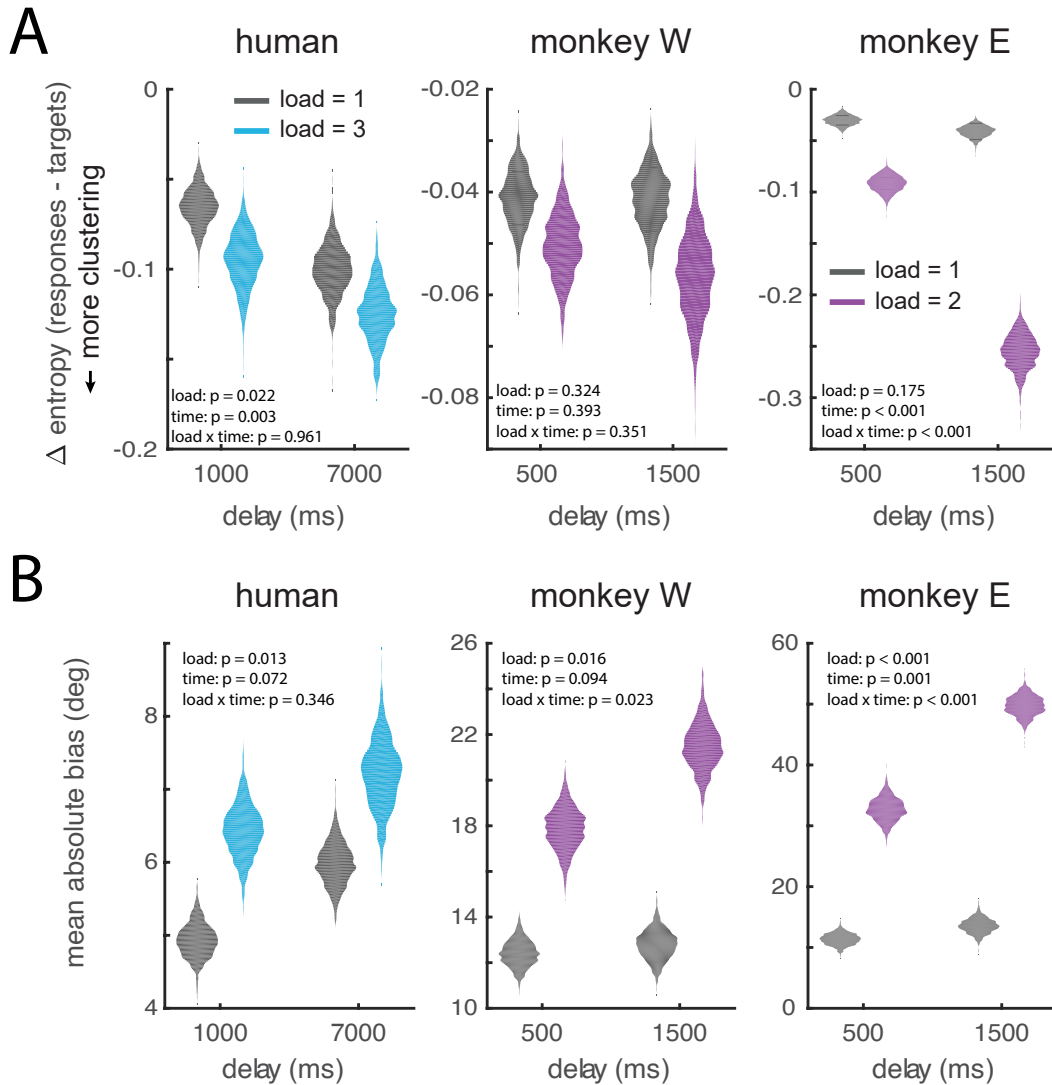 A
human
monkey W
monkey E
Δ entropy (responses - targets)
← more clustering
0
-0.1
-0.2
load = 1
load = 3
load: p = 0.022
time: p = 0.003
load x time: p = 0.961
1000
7000
delay (ms)
-0.02
-0.04
-0.06
-0.08
load: p = 0.324
time: p = 0.393
load x time: p = 0.351
500
1500
delay (ms)
0
-0.1
-0.2
-0.3
load = 1
load = 2
load: p = 0.175
time: p < 0.001
load x time: p < 0.001
500
1500
delay (ms)
B
human
monkey W
monkey E
mean absolute bias (deg)
8
6
4
load: p = 0.013
time: p = 0.072
load x time: p = 0.346
1000
7000
delay (ms)
26
22
18
14
10
load: p = 0.016
time: p = 0.094
load x time: p = 0.023
500
1500
delay (ms)
60
40
20
0
load: p < 0.001
time: p = 0.001
load x time: p < 0.001
500
1500
delay (ms)